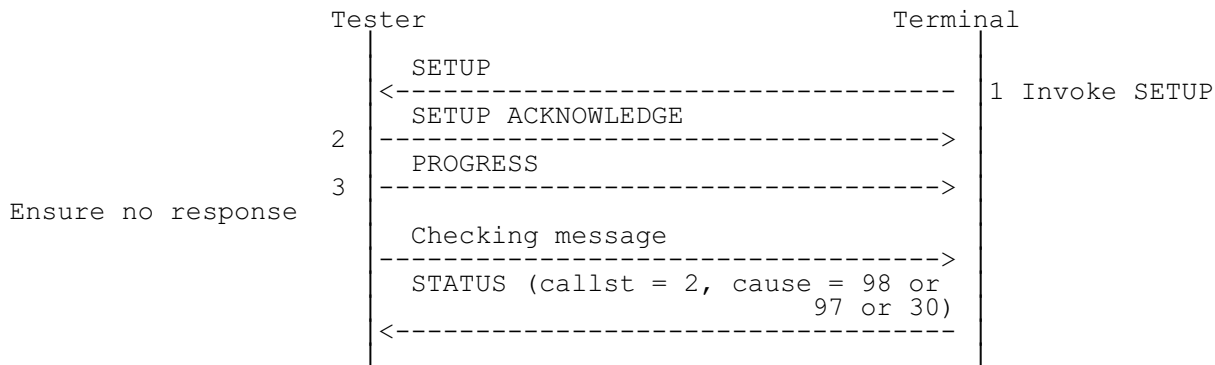 Tester Terminal
SETUP
<----------------------------------- 1 Invoke SETUP
SETUP ACKNOWLEDGE
2 ----------------------------------->
PROGRESS
3 ----------------------------------->
Ensure no response
Checking message
----------------------------------->
STATUS (callst = 2, cause = 98 or
97 or 30)
<-----------------------------------